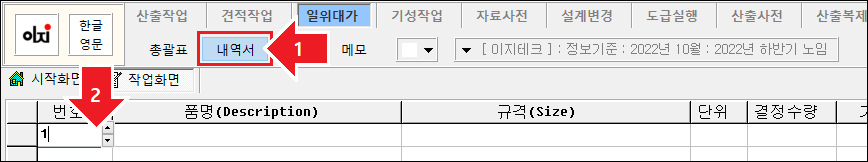 산출작업 견적작업 일위대가 기성작업 자료사전 설계변경 도급실행 산출사전 산출복제
이지 한글
영문
총괄표 내역서 1 메모 [ 이지테크 ] : 정보기준 : 2022년 10월 : 2022년 하반기 노임
시작화면 2 작업화면
번호 품명(Description) 규격(Size) 단위 결정수량
1